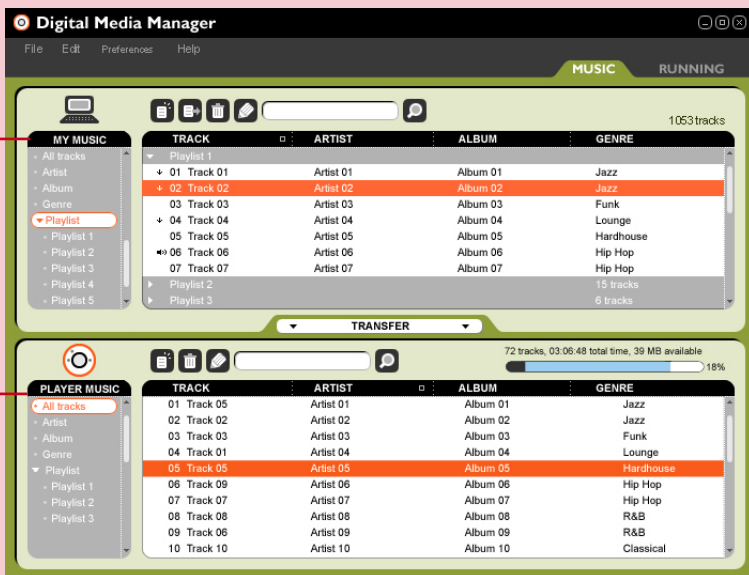 Digital Media Manager
File Edit Preferences Help
MUSIC RUNNING
1053 tracks
MY MUSIC
All tracks
Artist
Album
Genre
Playlist
Playlist 1
Playlist 2
Playlist 3
Playlist 4
Playlist 5
TRACK ARTIST ALBUM GENRE
Playlist 1
01 Track 01 Artist 01 Album 01 Jazz
02 Track 02 Artist 02 Album 02 Jazz
03 Track 03 Artist 03 Album 03 Funk
04 Track 04 Artist 04 Album 04 Lounge
05 Track 05 Artist 05 Album 05 Hardhouse
06 Track 06 Artist 06 Album 06 Hip Hop
07 Track 07 Artist 07 Album 07 Hip Hop
Playlist 2 15 tracks
Playlist 3 6 tracks
TRANSFER
72 tracks, 03:06:48 total time, 39 MB available
18%
PLAYER MUSIC
All tracks
Artist
Album
Genre
Playlist
Playlist 1
Playlist 2
Playlist 3
TRACK ARTIST ALBUM GENRE
01 Track 05 Artist 01 Album 01 Jazz
02 Track 02 Artist 02 Album 02 Jazz
03 Track 03 Artist 03 Album 03 Funk
04 Track 01 Artist 04 Album 04 Lounge
05 Track 05 Artist 05 Album 05 Hardhouse
06 Track 09 Artist 06 Album 06 Hip Hop
07 Track 07 Artist 07 Album 07 Hip Hop
08 Track 08 Artist 08 Album 08 R&B
09 Track 06 Artist 09 Album 09 R&B
10 Track 10 Artist 10 Album 10 Classical